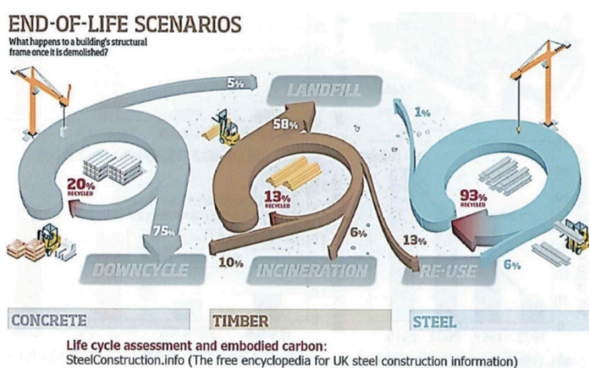 END-OF-LIFE SCENARIOS
What happens to a building's structural
frame once it is demolished?
5%
LANDFILL
1%
58%
20%
RECYCLED
13%
RECYCLED
93%
RECYCLED
75%
10%
6%
13%
6%
DOWNCYCLE
INCINERATION
RE-USE
CONCRETE
TIMBER
STEEL
Life cycle assessment and embodied carbon:
SteelConstruction.info (The free encyclopedia for UK steel construction information)